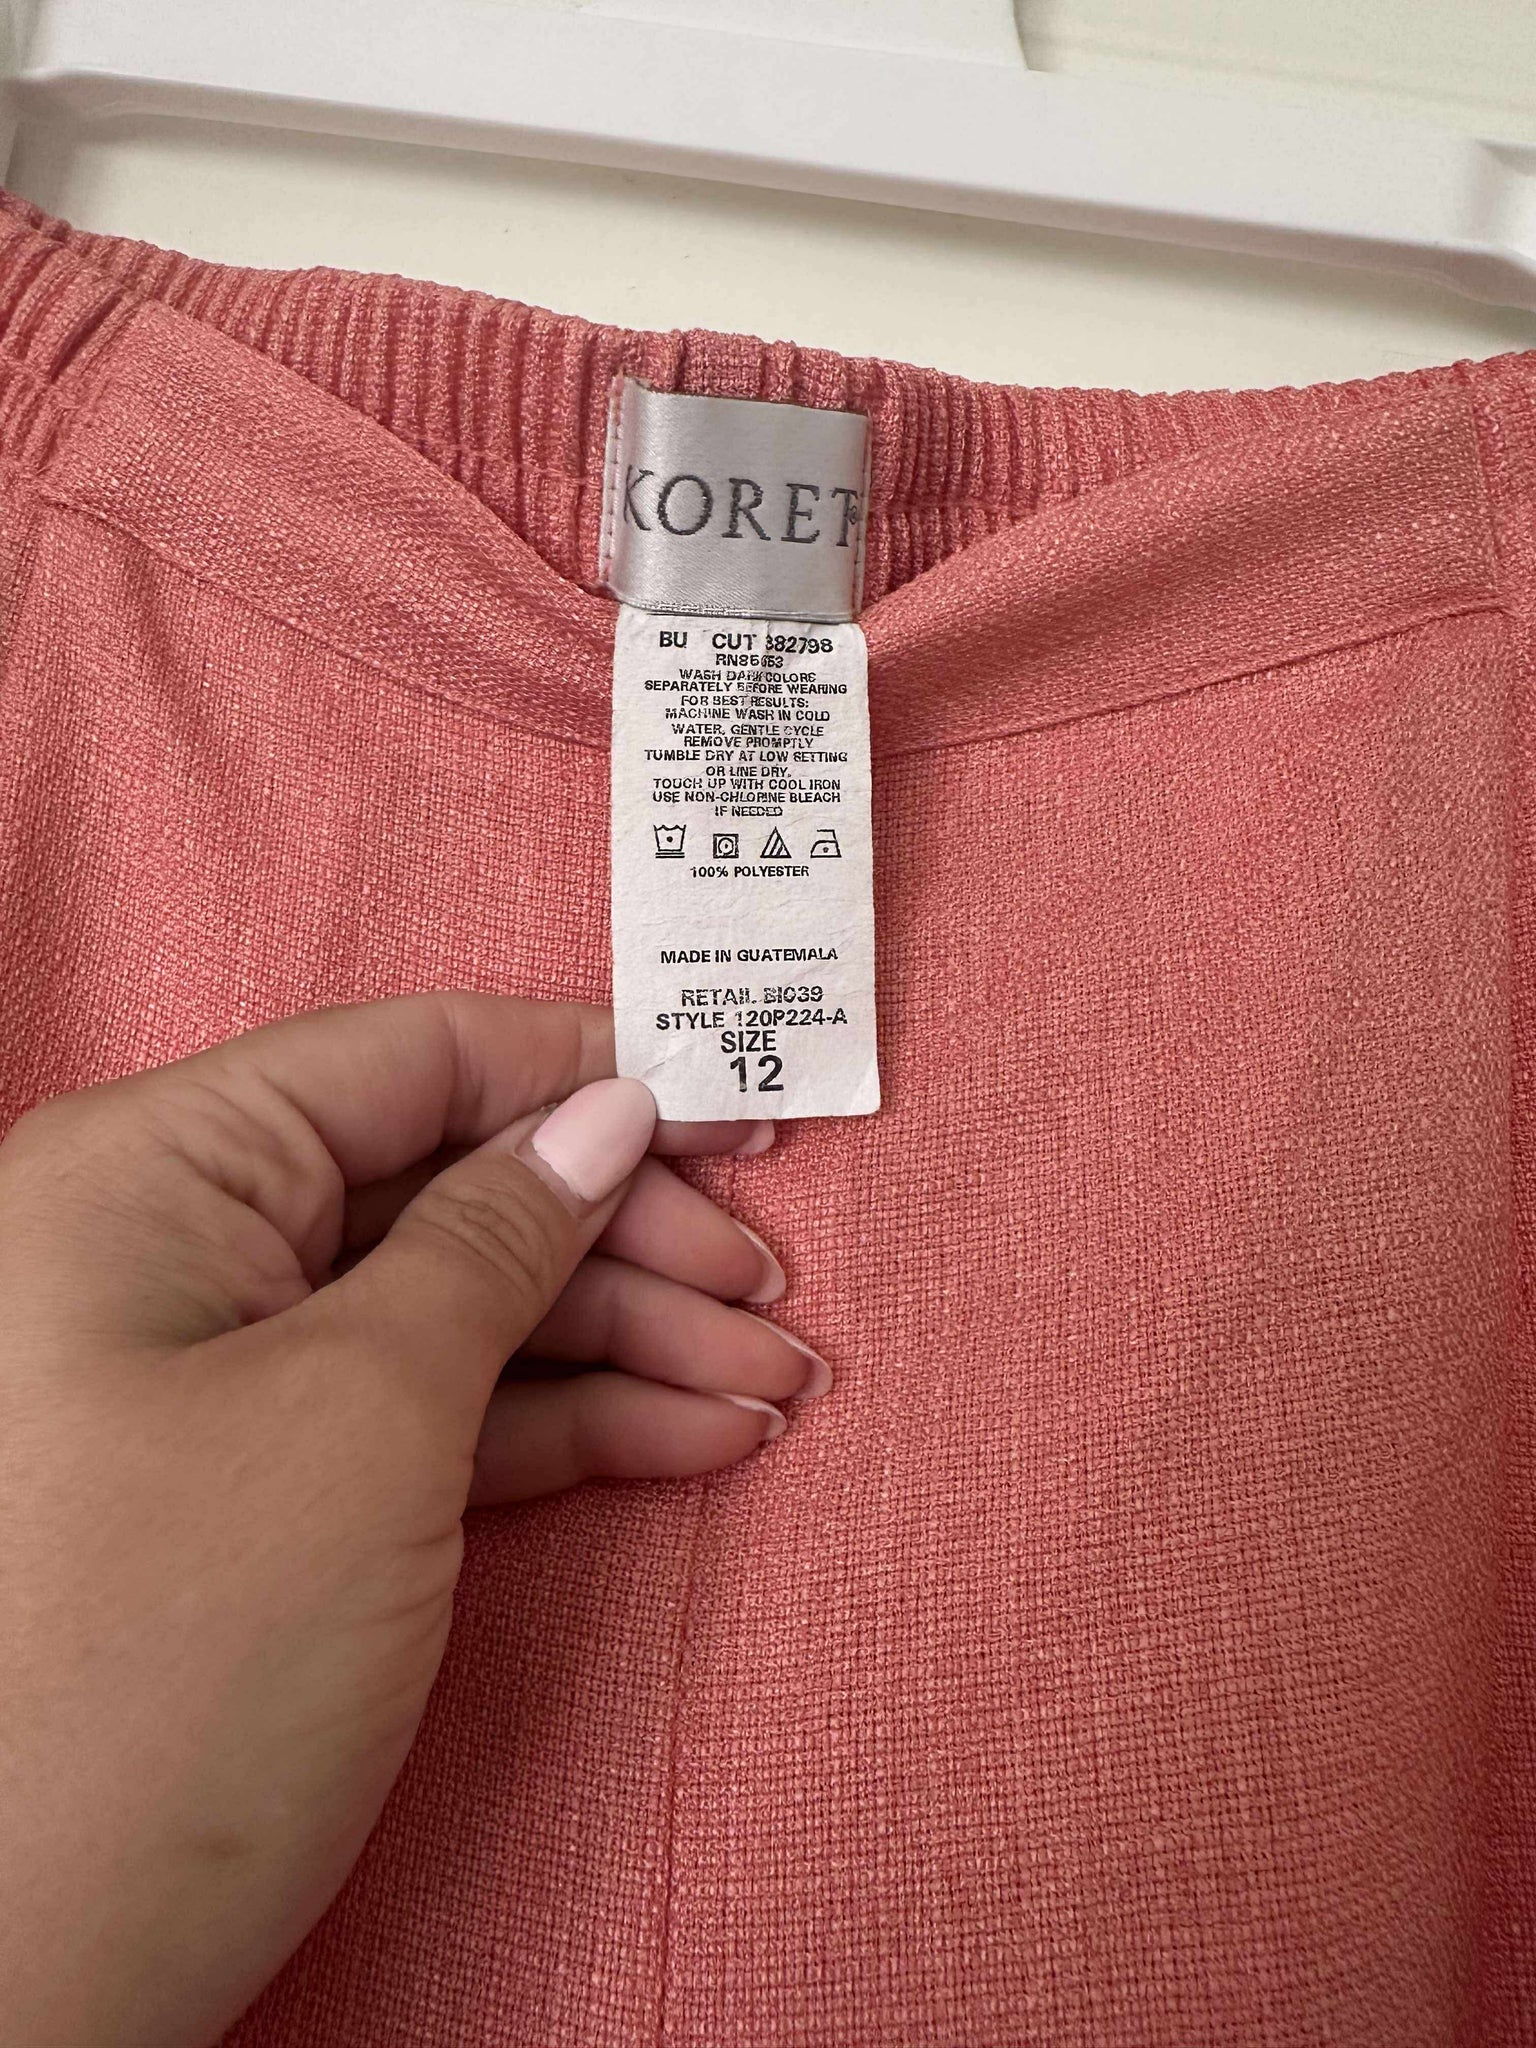 KORET®
BU CUT 382798
RN85653
WASH DARK COLORS
SEPARATELY BEFORE WEARING
FOR BEST RESULTS:
MACHINE WASH IN COLD
WATER, GENTLE CYCLE
REMOVE PROMPTLY
TUMBLE DRY AT LOW SETTING
OR LINE DRY.
TOUCH UP WITH COOL IRON
USE NON-CHLORINE BLEACH
IF NEEDED
100% POLYESTER
MADE IN GUATEMALA
RETAIL
STYLE 120P224-A
SIZE
12